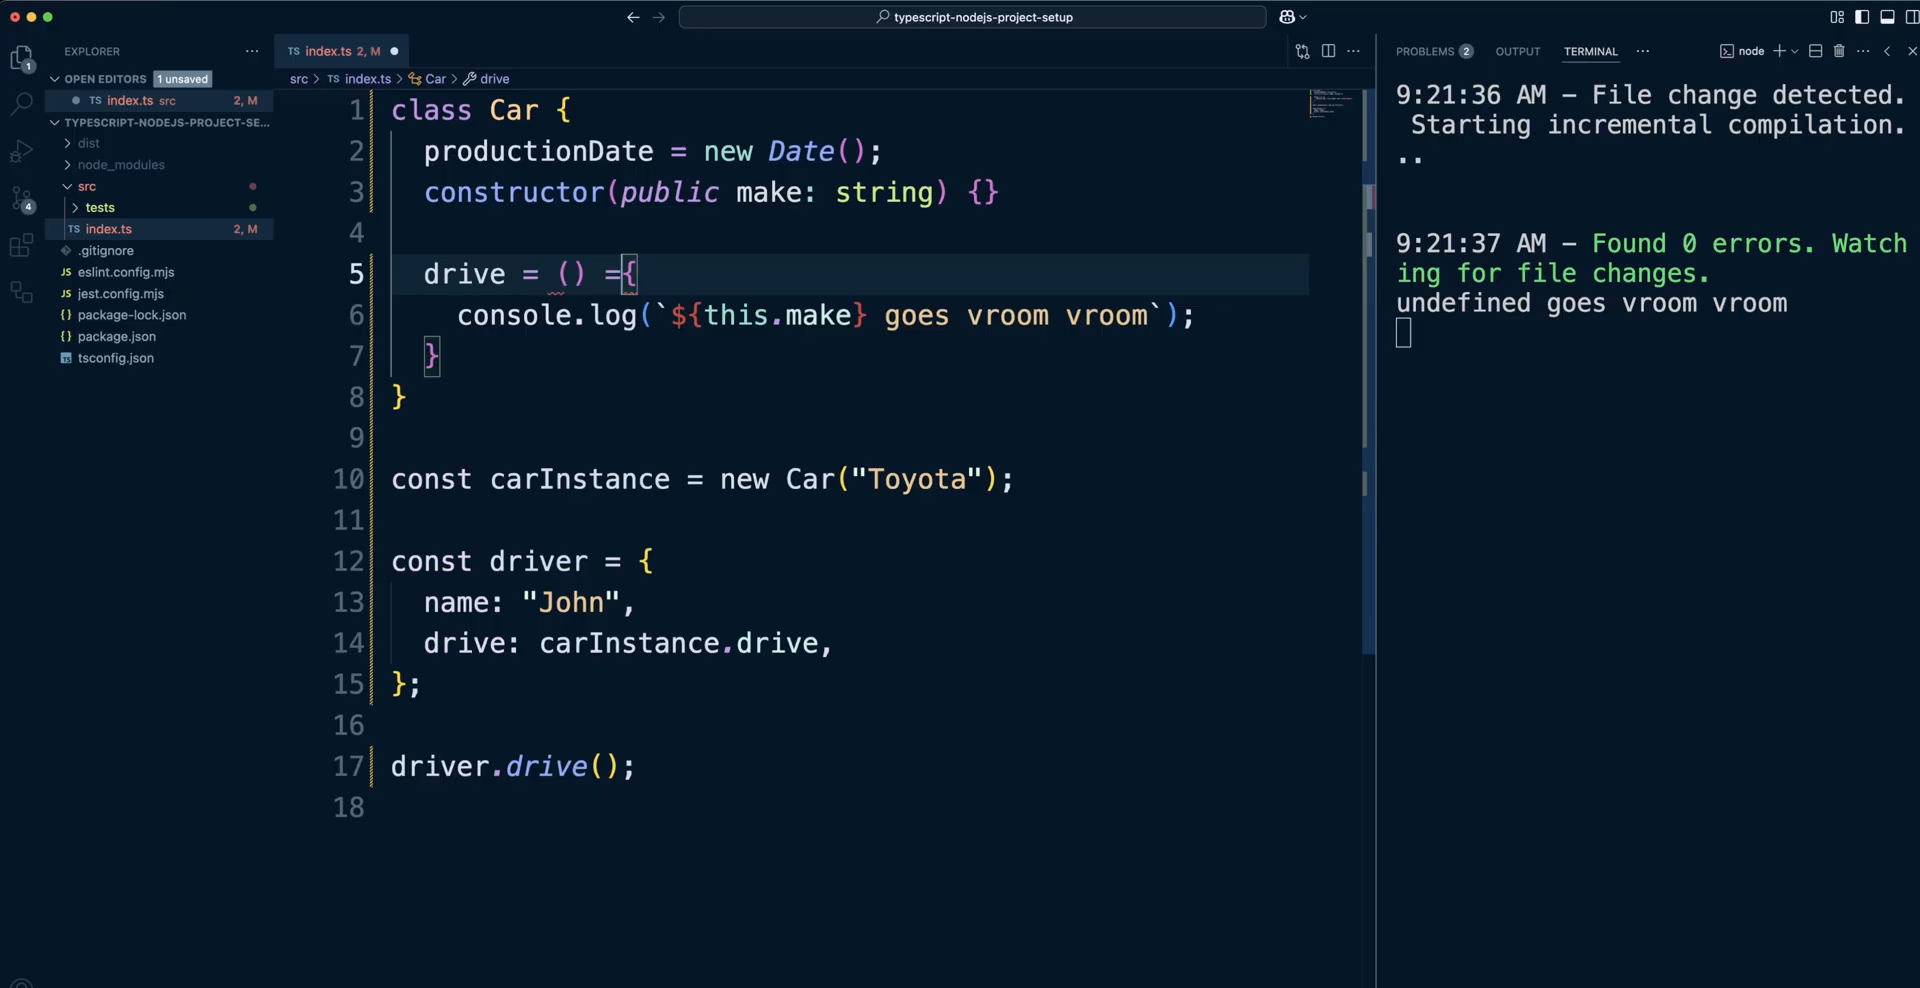 typescript-nodejs-project-setup
EXPLORER
OPEN EDITORS 1 unsaved
TS index.ts src 2, M
TYPESCRIPT-NODEJS-PROJECT-SE...
dist
node_modules
src
tests
TS index.ts 2, M
.gitignore
JS eslint.config.mjs
JS jest.config.mjs
{} package-lock.json
{} package.json
TS tsconfig.json
1
4
TS index.ts 2, M
src > TS index.ts > Car > drive
1 class Car {
2 productionDate = new Date();
3 constructor(public make: string) {}
4
5 drive = () ={
6 console.log(`${this.make} goes vroom vroom`);
7 }
8 }
9
10 const carInstance = new Car("Toyota");
11
12 const driver = {
13 name: "John",
14 drive: carInstance.drive,
15 };
16
17 driver.drive();
18
PROBLEMS 2 OUTPUT TERMINAL ... node
9:21:36 AM - File change detected.
Starting incremental compilation.
..
9:21:37 AM - Found 0 errors. Watch
ing for file changes.
undefined goes vroom vroom